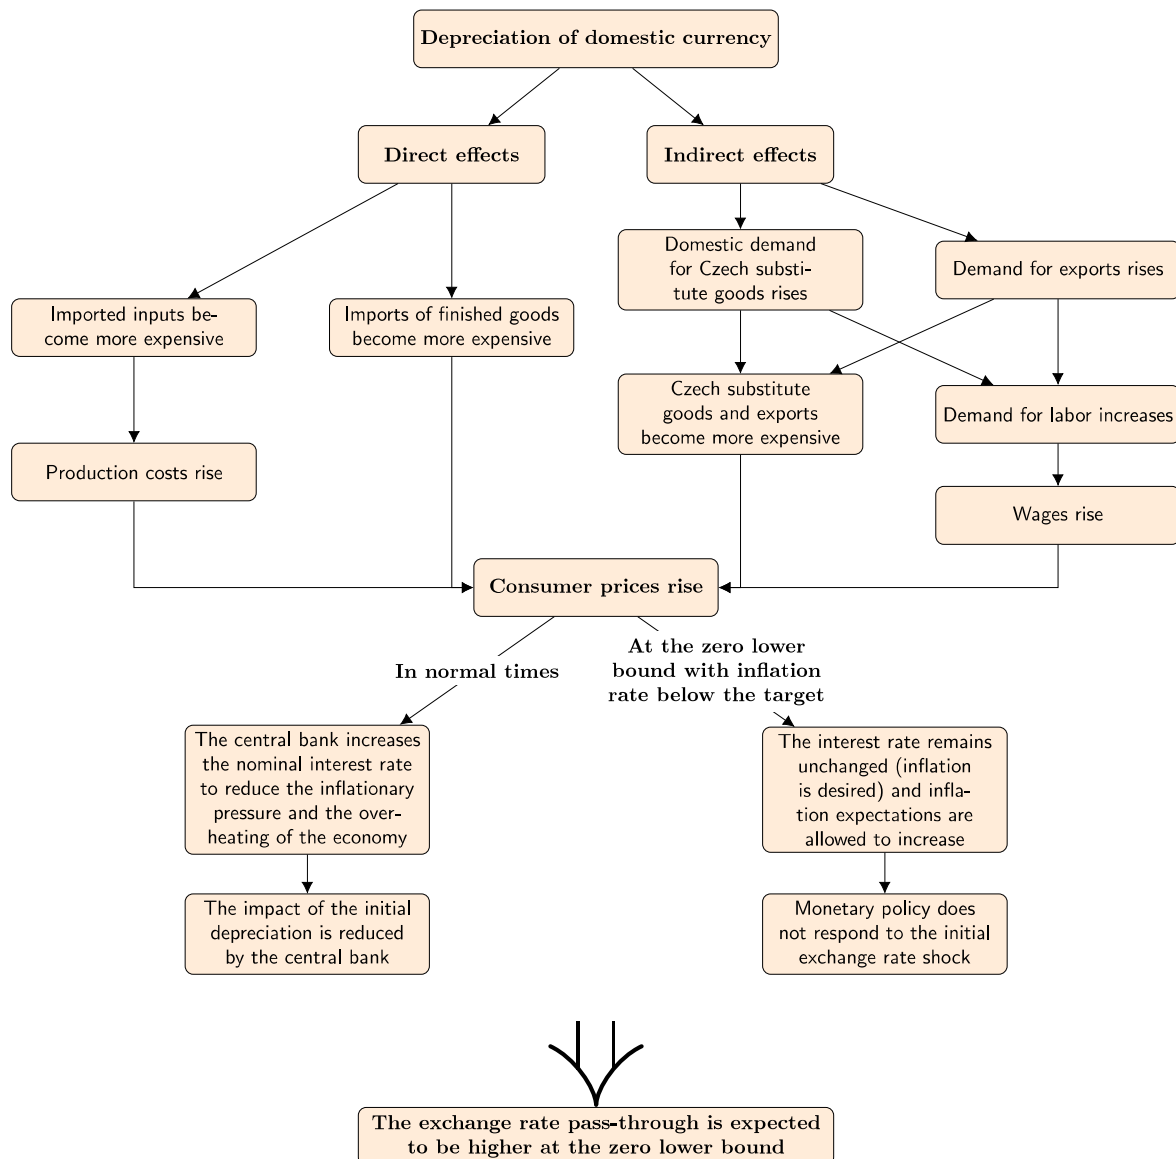 Depreciation of domestic currency
Direct effects
Indirect effects
Domestic demand
for Czech substi-
tute goods rises
Demand for exports rises
Imported inputs be-
come more expensive
Imports of finished goods
become more expensive
Czech substitute
goods and exports
become more expensive
Demand for labor increases
Production costs rise
Wages rise
Consumer prices rise
In normal times
At the zero lower
bound with inflation
rate below the target
The central bank increases
the nominal interest rate
to reduce the inflationary
pressure and the over-
heating of the economy
The interest rate remains
unchanged (inflation
is desired) and infla-
tion expectations are
allowed to increase
The impact of the initial
depreciation is reduced
by the central bank
Monetary policy does
not respond to the initial
exchange rate shock
The exchange rate pass-through is expected
to be higher at the zero lower bound